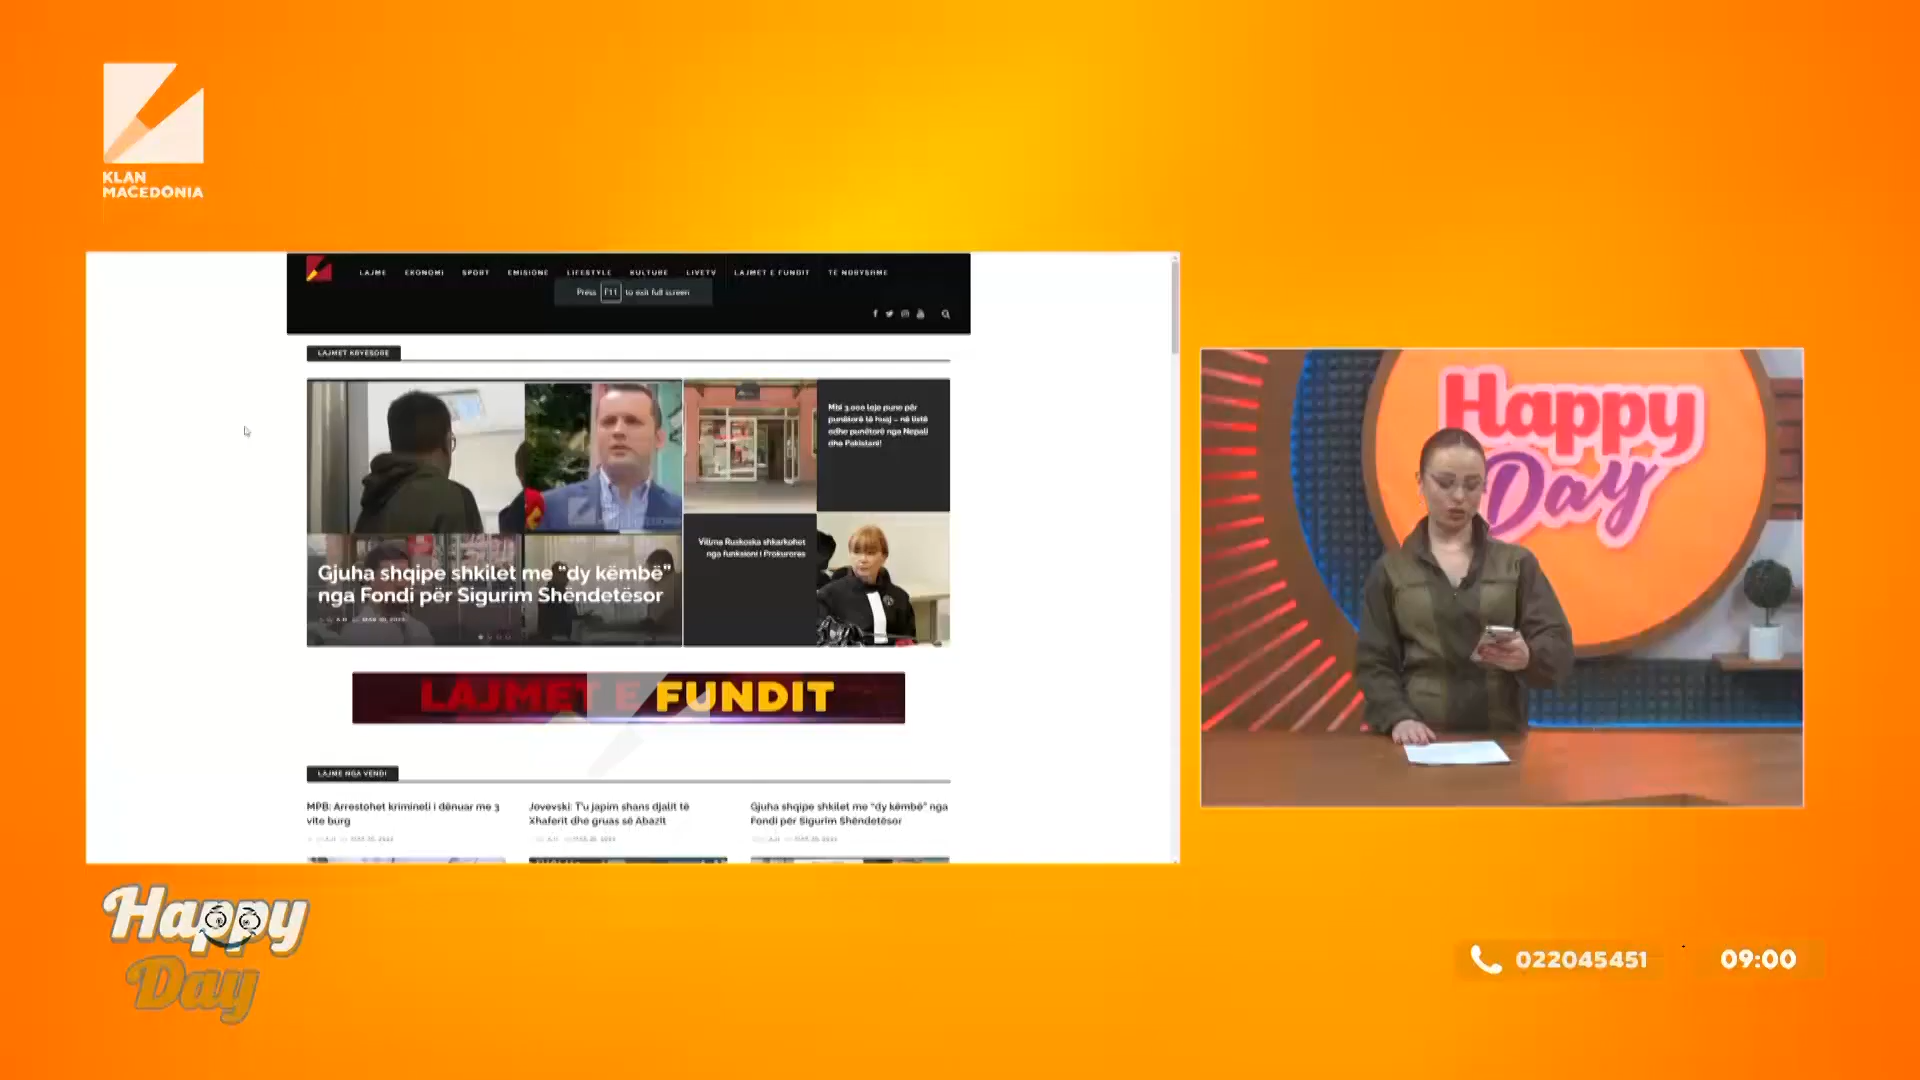 KLAN
MACEDONIA
LAJME EKONOMI SPORT EMISIONE LIFESTYLE KULTURE LIVETV LAJMET E FUNDIT TE NDRYSHME
Press F11 to exit full screen
LAJMET KRYESORE
Gjuha shqipe shkilet me “dy këmbë”
nga Fondi për Sigurim Shëndetësor
Mbi 3.000 leje pune për
punëtorë të huaj – në listë
edhe punëtorë nga Nepali
dhe Pakistani!
Vilma Ruskoska shkarkohet
nga funksioni i Prokurores
LAJMET E FUNDIT
LAJME NGA VENDI
MPB: Arrestohet krimineli i dënuar me 3
vite burg
Jovevski: T'u japim shans djalit të
Xhaferit dhe gruas së Abazit
Gjuha shqipe shkilet me “dy këmbë” nga
Fondi për Sigurim Shëndetësor
Happy
Day
Happy
Day
022045451
09:00